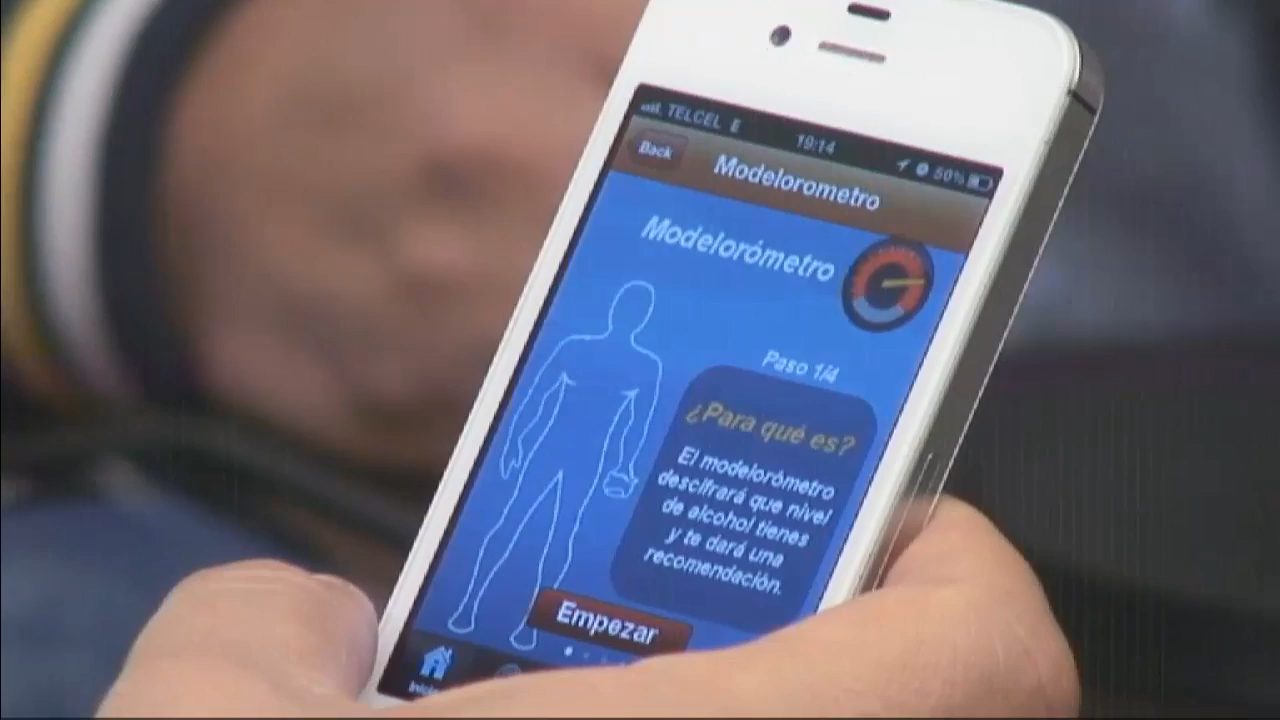 TELCEL E 19:14 50%
Back Modelorometro
Modelorómetro
Paso 1/4
¿Para qué es?
El modelorómetro
descifrará que nivel
de alcohol tienes
y te dará una
recomendación.
Empezar